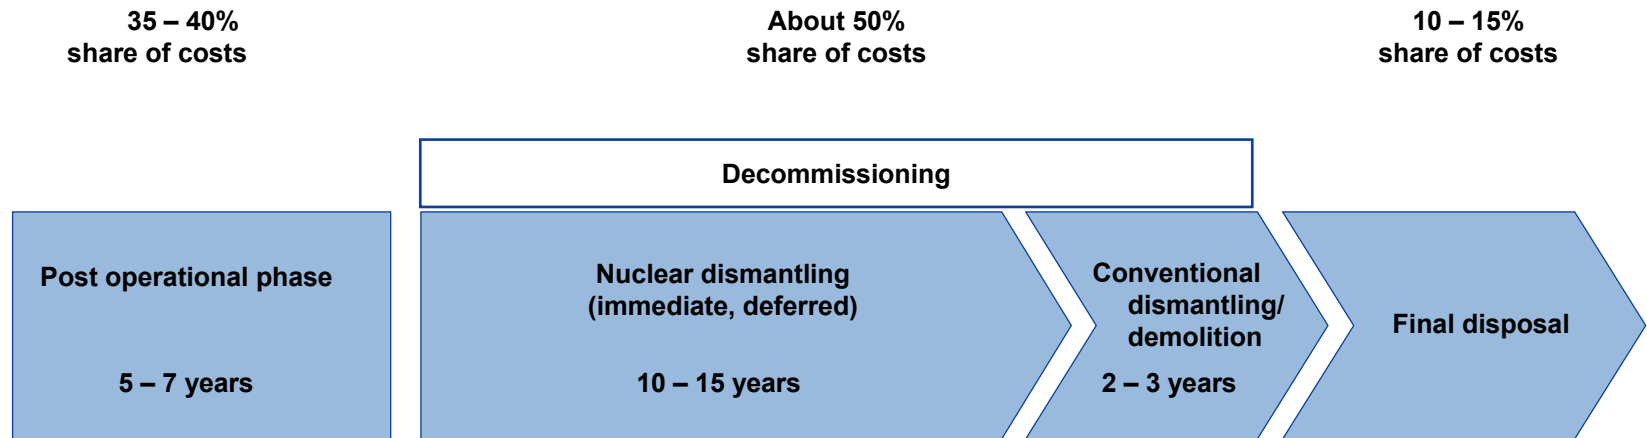 35 – 40%
share of costs
About 50%
share of costs
10 – 15%
share of costs
Decommissioning
Post operational phase
5 – 7 years
Nuclear dismantling
(immediate, deferred)
10 – 15 years
Conventional
dismantling/
demolition
2 – 3 years
Final disposal